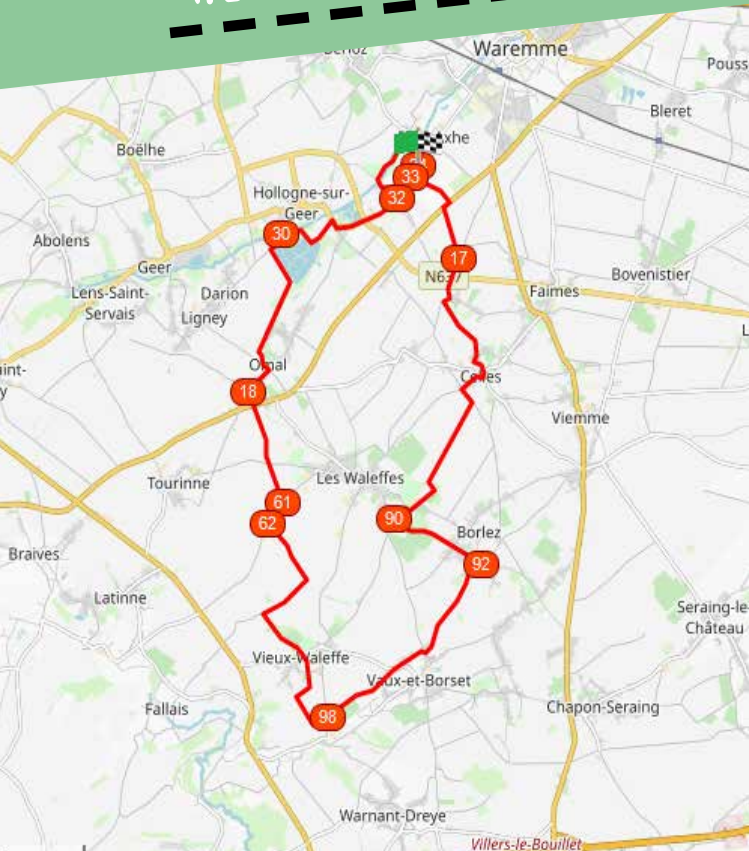 Waremme
Pouss
Bleret
xhe
Boëlhe
33
Hollogne-sur-
Geer
32
30
Abolens
17
Geer
N637
Bovenistier
Lens-Saint-
Servais
Darion
Faimes
Ligney
Omal
aint-
Celles
18
Viemme
Les Waleffes
Tourinne
61
90
62
Borlez
Braives
92
Latinne
Seraing-le-
Château
Vieux-Waleffe
Vaux-et-Borset
Fallais
98
Chapon-Seraing
Warnant-Dreye
Villers-le-Bouillet